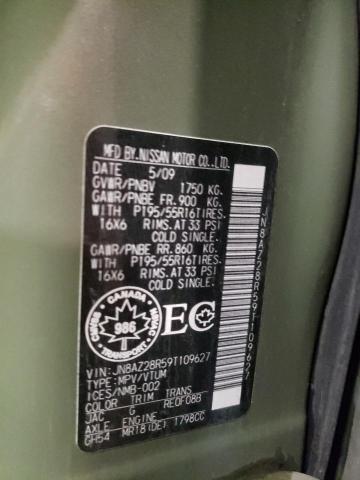 MFD. BY NISSAN MOTOR CO., LTD.
DATE 5/09
GVWR/PNBV 1750 KG.
GAWR/PNBE FR. 900 KG.
WITH P195/55R16TIRES.
16X6 RIMS. AT 33 PSI
COLD SINGLE.
GAWR/PNBE RR. 860 KG.
WITH P195/55R16TIRES.
16X6 RIMS. AT 33 PSI
COLD SINGLE.
CANADA
986
EC
VIN: JN8AZ28R59T109627
TYPE: MPV/VTUM
ICES/NMB-002
COLOR TRIM TRANS
JAC G RE0F08B
AXLE ENGINE
GH54 MR18(DE) 1798CC
JN8AZ28R59T109627